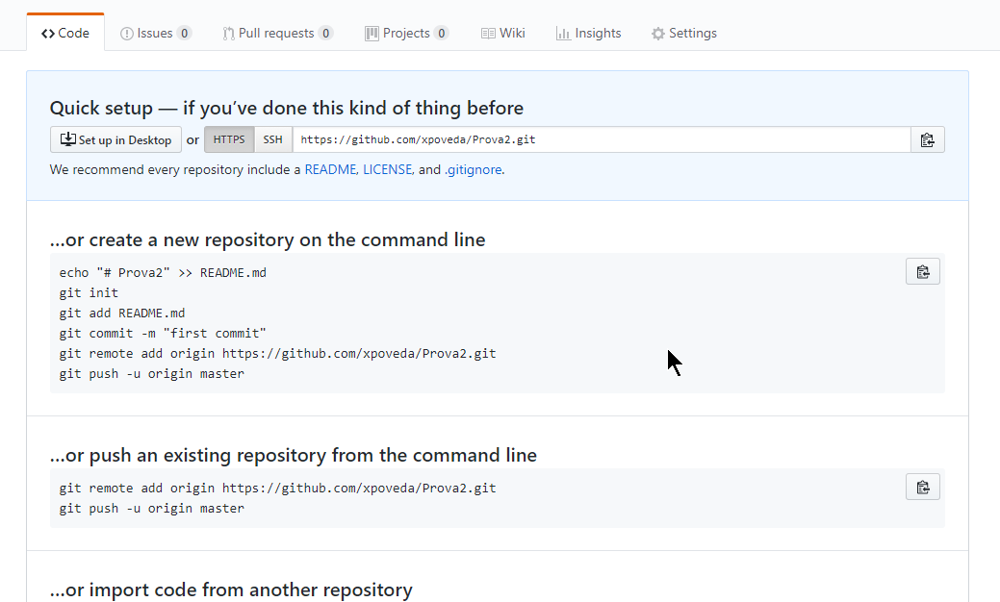 Code Issues 0 Pull requests 0 Projects 0 Wiki Insights Settings
Quick setup — if you’ve done this kind of thing before
Set up in Desktop or HTTPS SSH https://github.com/xpoveda/Prova2.git
We recommend every repository include a README, LICENSE, and .gitignore.
…or create a new repository on the command line
echo "# Prova2" >> README.md
git init
git add README.md
git commit -m "first commit"
git remote add origin https://github.com/xpoveda/Prova2.git
git push -u origin master
…or push an existing repository from the command line
git remote add origin https://github.com/xpoveda/Prova2.git
git push -u origin master
…or import code from another repository